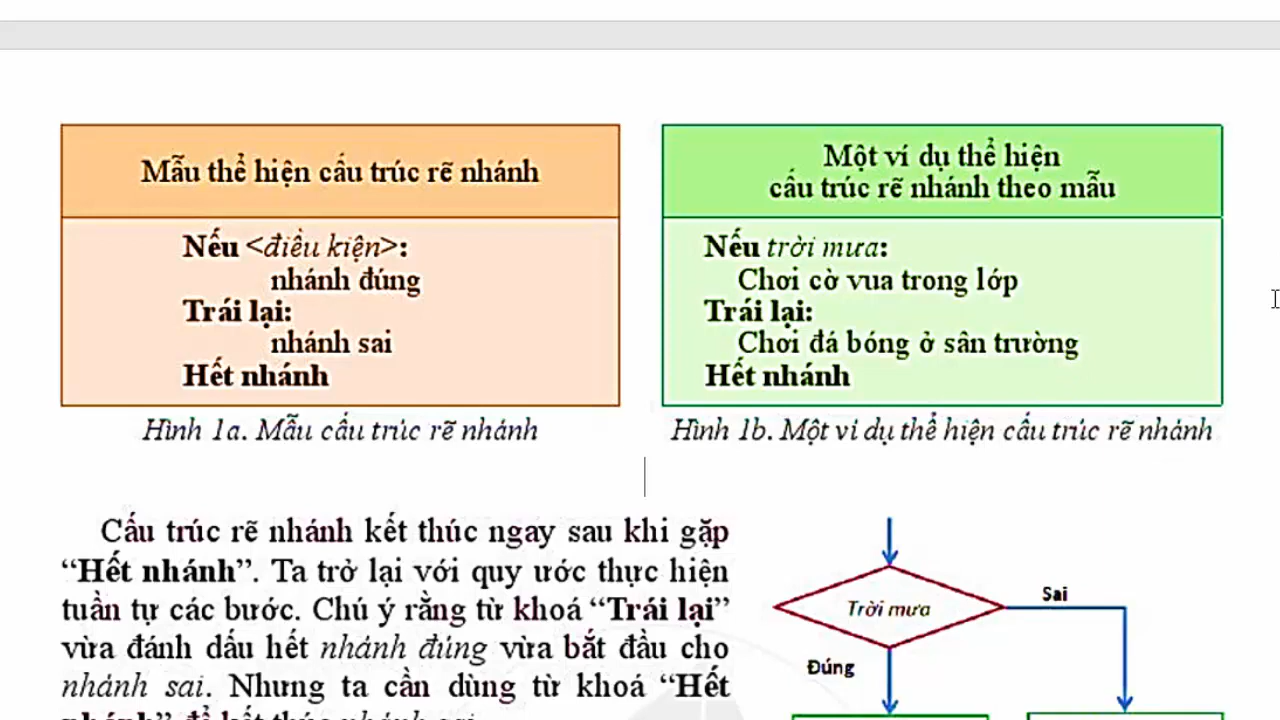 Mẫu thể hiện cấu trúc rẽ nhánh
Nếu <điều kiện>:
nhánh đúng
Trái lại:
nhánh sai
Hết nhánh
Hình 1a. Mẫu cấu trúc rẽ nhánh
Một ví dụ thể hiện
cấu trúc rẽ nhánh theo mẫu
Nếu trời mưa:
Chơi cờ vua trong lớp
Trái lại:
Chơi đá bóng ở sân trường
Hết nhánh
Hình 1b. Một ví dụ thể hiện cấu trúc rẽ nhánh
Cấu trúc rẽ nhánh kết thúc ngay sau khi gặp
“Hết nhánh”. Ta trở lại với quy ước thực hiện
tuần tự các bước. Chú ý rằng từ khoá “Trái lại”
vừa đánh dấu hết nhánh đúng vừa bắt đầu cho
nhánh sai. Nhưng ta cần dùng từ khoá “Hết
nhánh” để kết thúc nhánh sai.
Trời mưa
Sai
Đúng